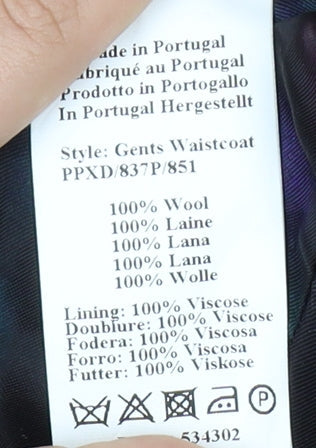 ade in Portugal
abriqué au Portugal
Prodotto in Portogallo
In Portugal Hergestellt
Style: Gents Waistcoat
PPXD/837P/851
100% Wool
100% Laine
100% Lana
100% Lana
100% Wolle
Lining: 100% Viscose
Doublure: 100% Viscose
Fodera: 100% Viscosa
Forro: 100% Viscosa
Futter: 100% Viskose
P
534302